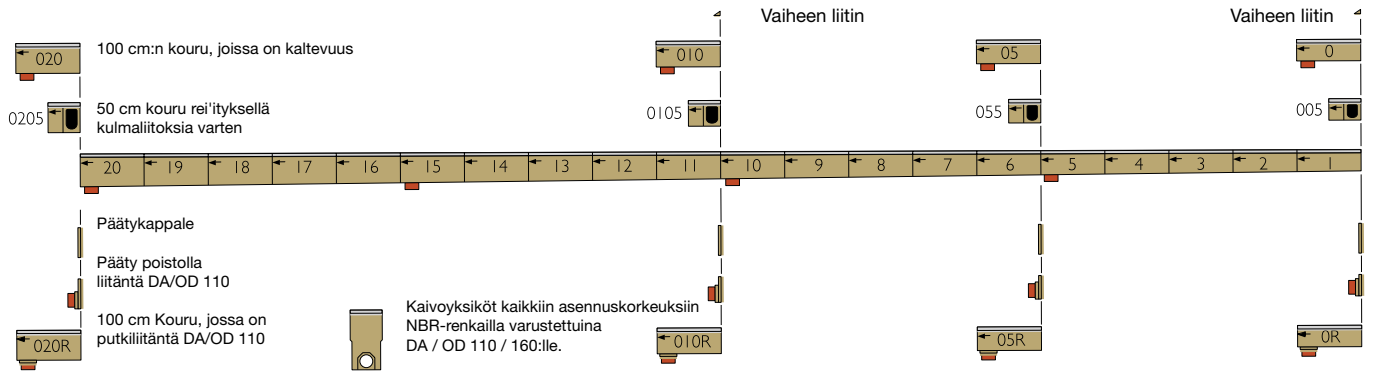 Vaiheen liitin
Vaiheen liitin
020
100 cm:n kouru, joissa on kaltevuus
010
05
0
0205
50 cm kouru rei'ityksellä
kulmaliitoksia varten
0105
055
005
20 19 18 17 16 15 14 13 12 11 10 9 8 7 6 5 4 3 2 1
Päätykappale
Pääty poistolla
liitäntä DA/OD 110
100 cm Kouru, jossa on
putkiliitäntä DA/OD 110
020R
Kaivoyksiköt kaikkiin asennuskorkeuksiin
NBR-renkailla varustettuina
DA / OD 110 / 160:lle.
010R
05R
0R